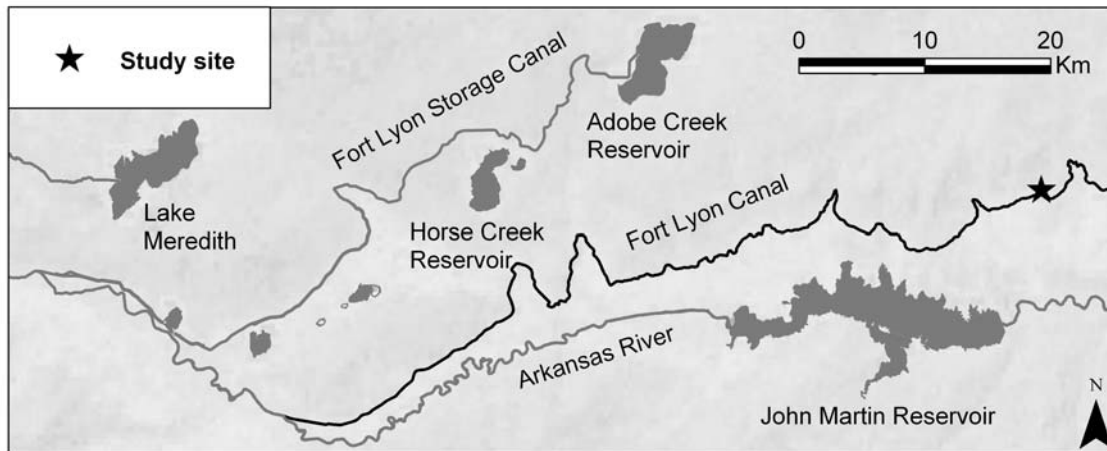 Study site
Fort Lyon Storage Canal
Adobe Creek
Reservoir
0 10 20
Km
Lake
Meredith
Horse Creek
Reservoir
Fort Lyon Canal
Arkansas River
John Martin Reservoir
N